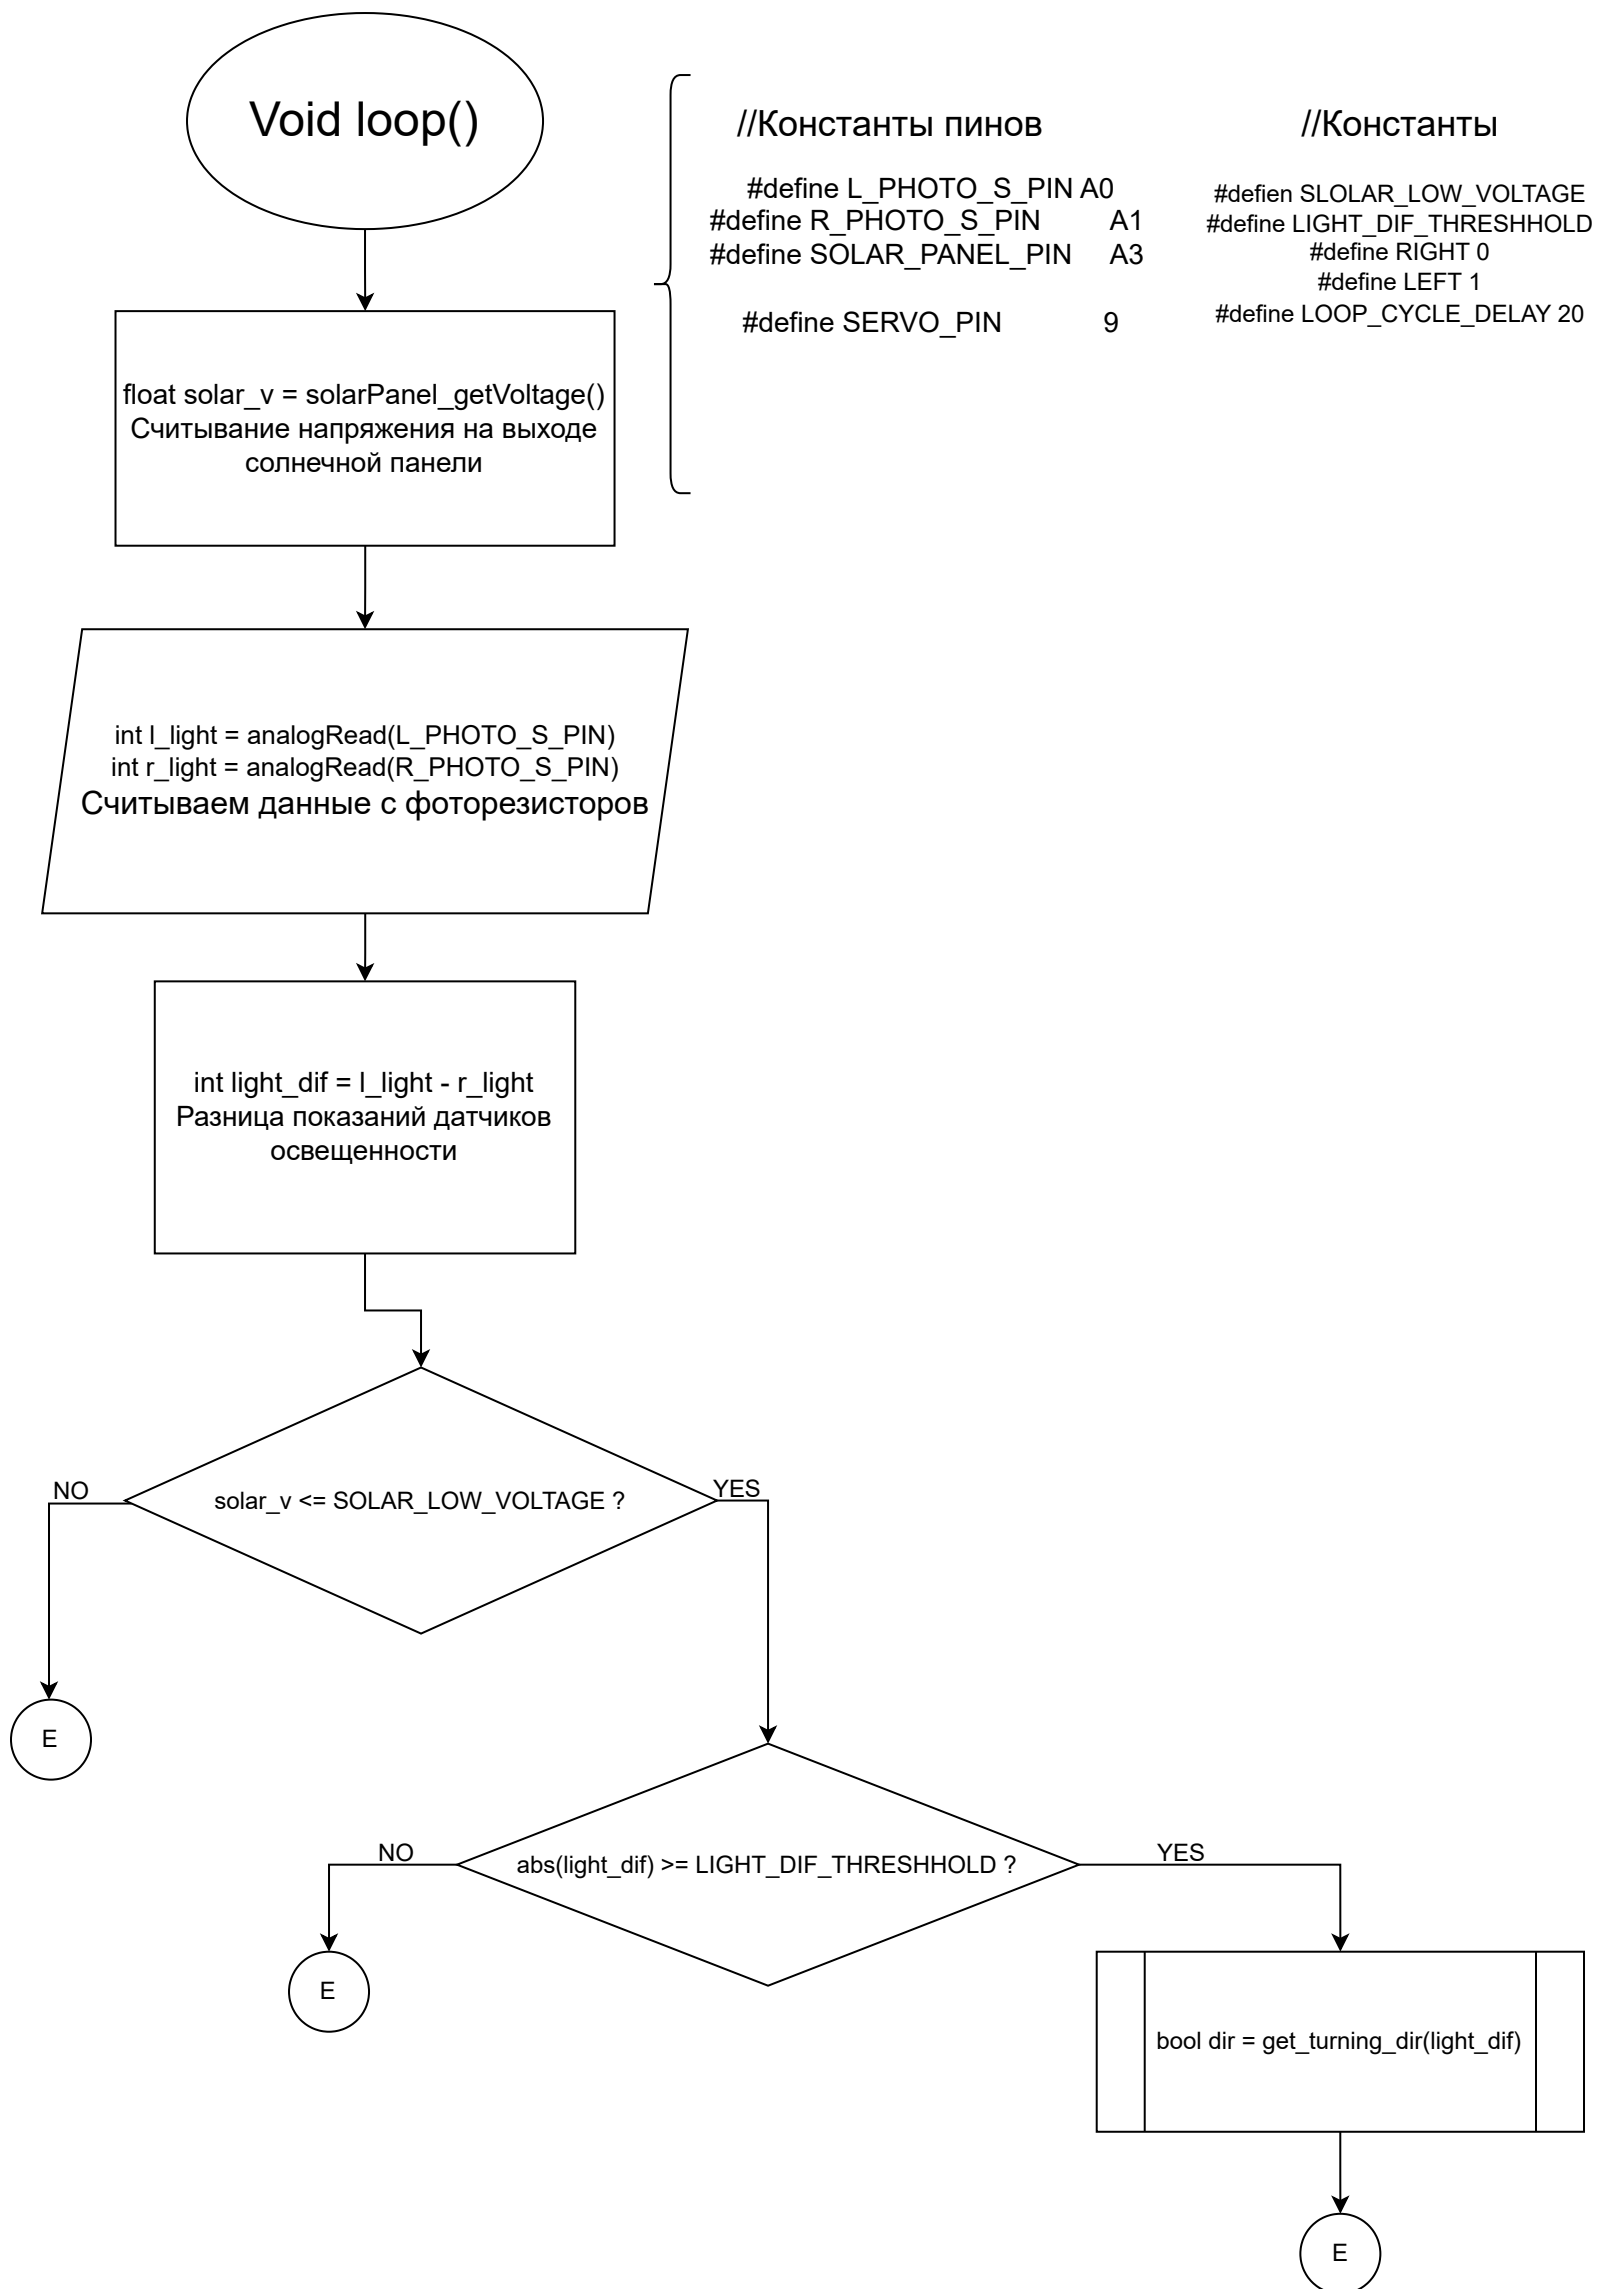 Void loop()
//Константы пинов
#define L_PHOTO_S_PIN A0
#define R_PHOTO_S_PIN A1
#define SOLAR_PANEL_PIN A3
#define SERVO_PIN 9
//Константы
#defien SLOLAR_LOW_VOLTAGE
#define LIGHT_DIF_THRESHHOLD
#define RIGHT 0
#define LEFT 1
#define LOOP_CYCLE_DELAY 20
float solar_v = solarPanel_getVoltage()
Считывание напряжения на выходе
солнечной панели
int l_light = analogRead(L_PHOTO_S_PIN)
int r_light = analogRead(R_PHOTO_S_PIN)
Считываем данные с фоторезисторов
int light_dif = l_light - r_light
Разница показаний датчиков
освещенности
solar_v <= SOLAR_LOW_VOLTAGE ?
NO
YES
E
abs(light_dif) >= LIGHT_DIF_THRESHHOLD ?
NO
YES
E
bool dir = get_turning_dir(light_dif)
E